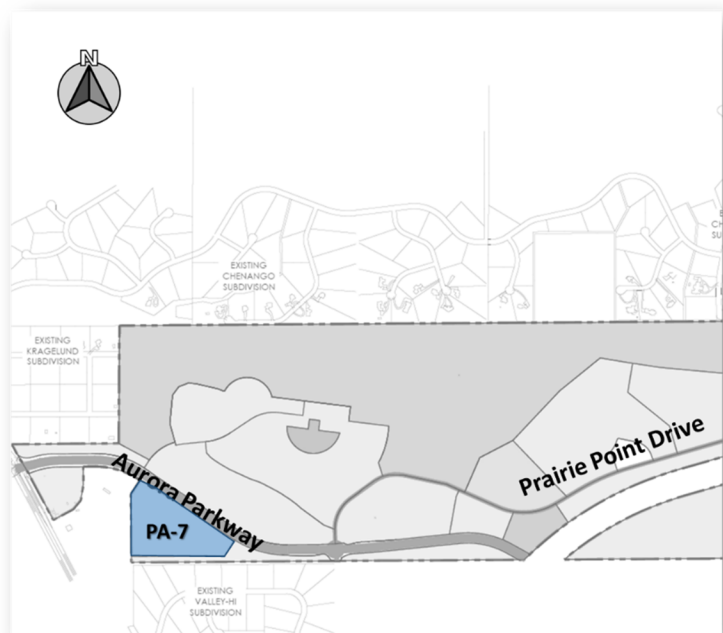 N
EXISTING
CHENANGO
SUBDIVISION
EXISTING
KRAGELUND
SUBDIVISION
Aurora Parkway
Prairie Point Drive
PA-7
EXISTING
VALLEY-HI
SUBDIVISION